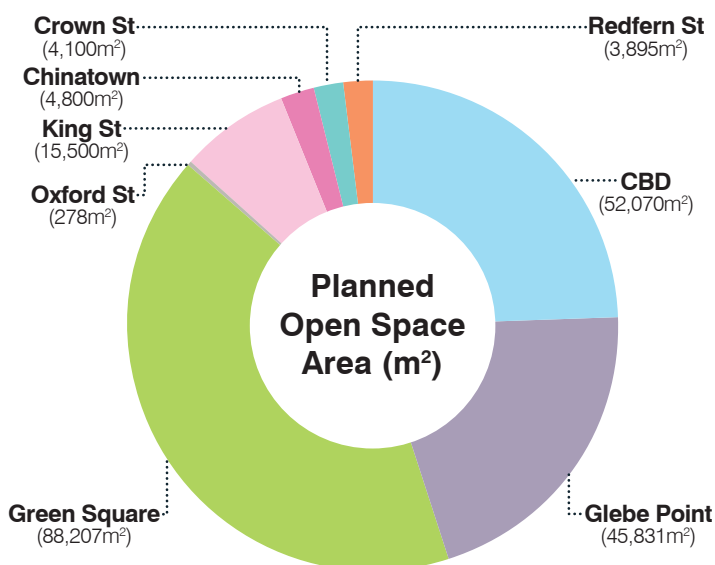 Crown St
(4,100m²)
Redfern St
(3,895m²)
Chinatown
(4,800m²)
King St
(15,500m²)
Oxford St
(278m²)
CBD
(52,070m²)
Planned
Open Space
Area (m²)
Green Square
(88,207m²)
Glebe Point
(45,831m²)